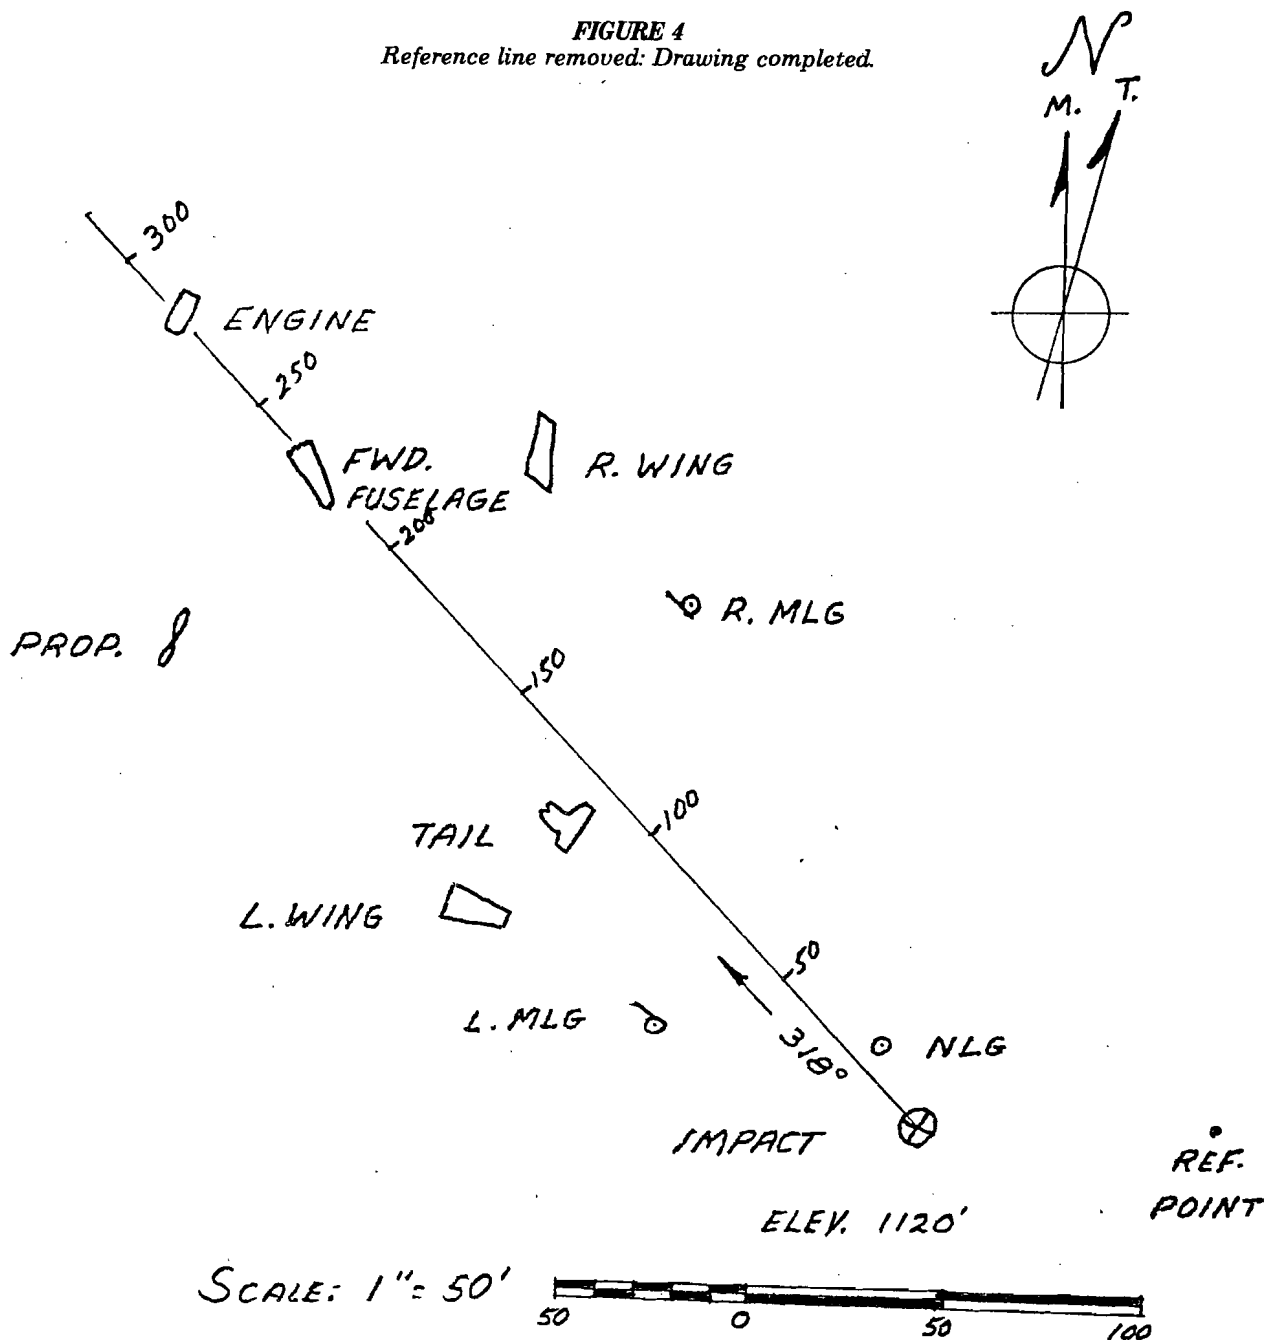 FIGURE 4
Reference line removed: Drawing completed.
N
M. T.
300
ENGINE
250
FWD.
FUSELAGE
R. WING
200
R. MLG
PROP.
150
100
TAIL
L. WING
50
L. MLG
318°
NLG
IMPACT
REF.
POINT
ELEV. 1120'
SCALE: 1"= 50'
50 0 50 100